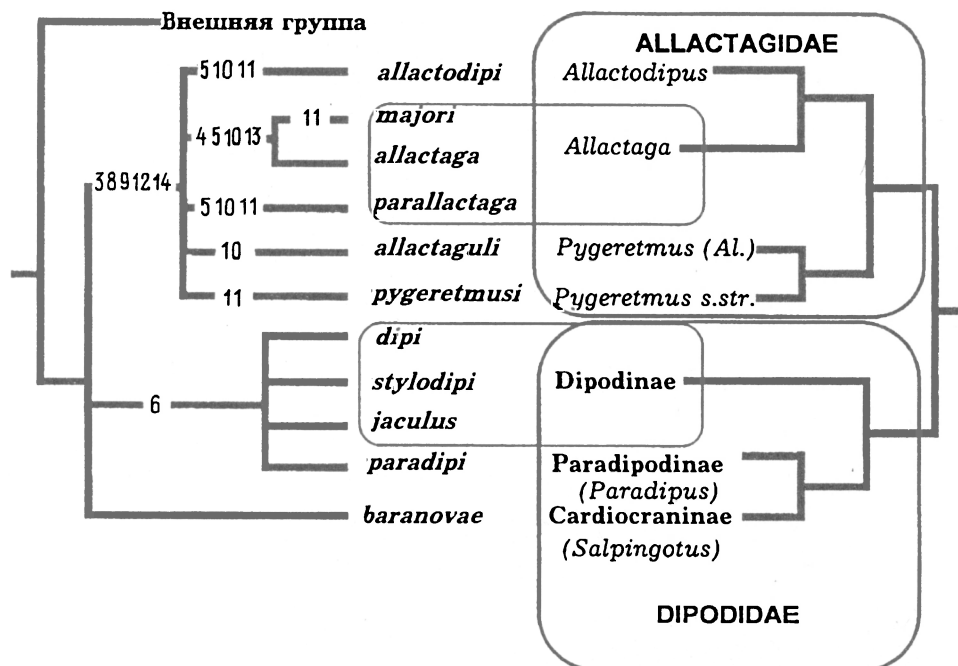 Внешняя группа
ALLACTAGIDAE
5 10 11 allactodipi Allactodipus
11 majori
4 5 10 13 allactaga Allactaga
3 8 9 12 14
5 10 11 parallactaga
10 allactaguli Pygeretmus (Al.)
11 pygeretmusi Pygeretmus s.str.
dipi
stylodipi Dipodinae
6
jaculus
paradipi Paradipodinae
(Paradipus)
baranovae Cardiocraninae
(Salpingotus)
DIPODIDAE